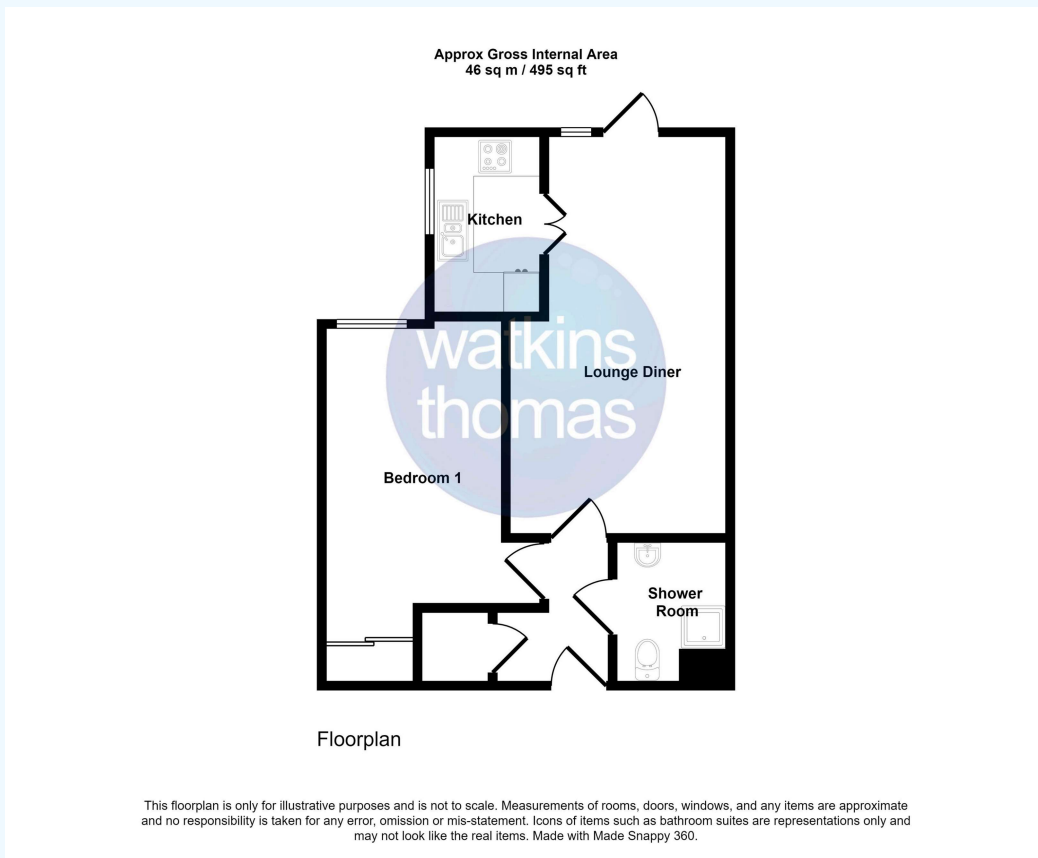 Approx Gross Internal Area
46 sq m / 495 sq ft
Kitchen
watkins
thomas
Lounge Diner
Bedroom 1
Shower
Room
Floorplan
This floorplan is only for illustrative purposes and is not to scale. Measurements of rooms, doors, windows, and any items are approximate
and no responsibility is taken for any error, omission or mis-statement. Icons of items such as bathroom suites are representations only and
may not look like the real items. Made with Made Snappy 360.